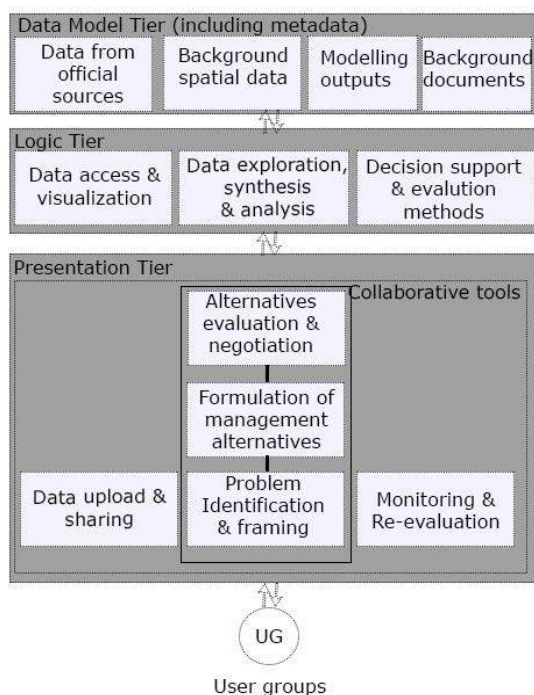 Data Model Tier (including metadata)
Data from
official
sources
Background
spatial data
Modelling
outputs
Background
documents
Logic Tier
Data access &
visualization
Data exploration,
synthesis
& analysis
Decision support
& evalution
methods
Presentation Tier
Collaborative tools
Alternatives
evaluation &
negotiation
Formulation of
management
alternatives
Data upload &
sharing
Problem
Identification
& framing
Monitoring &
Re-evaluation
UG
User groups